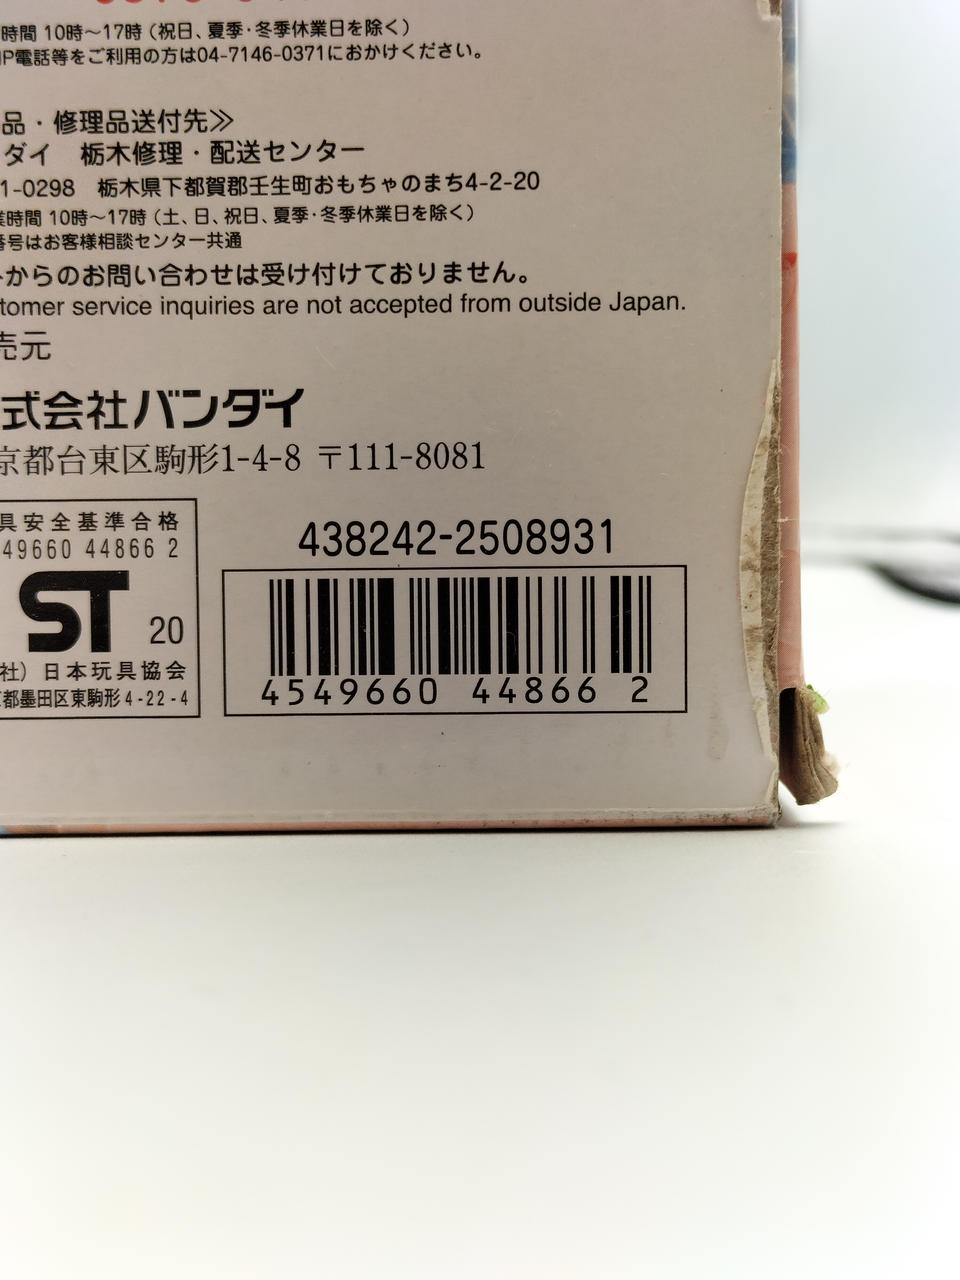 時間 10時～17時（祝日、夏季・冬季休業日を除く）
IP電話等をご利用の方は04-7146-0371におかけください。
品・修理品送付先≫
ダイ 栃木修理・配送センター
1-0298 栃木県下都賀郡壬生町おもちゃのまち4-2-20
業時間 10時～17時（土、日、祝日、夏季・冬季休業日を除く）
番号はお客様相談センター共通
からのお問い合わせは受け付けておりません。
tomer service inquiries are not accepted from outside Japan.
売元
式会社バンダイ
京都台東区駒形1-4-8 〒111-8081
具安全基準合格
49660 44866 2
ST 20
社）日本玩具協会
都墨田区東駒形4-22-4
438242-2508931
4549660 44866 2